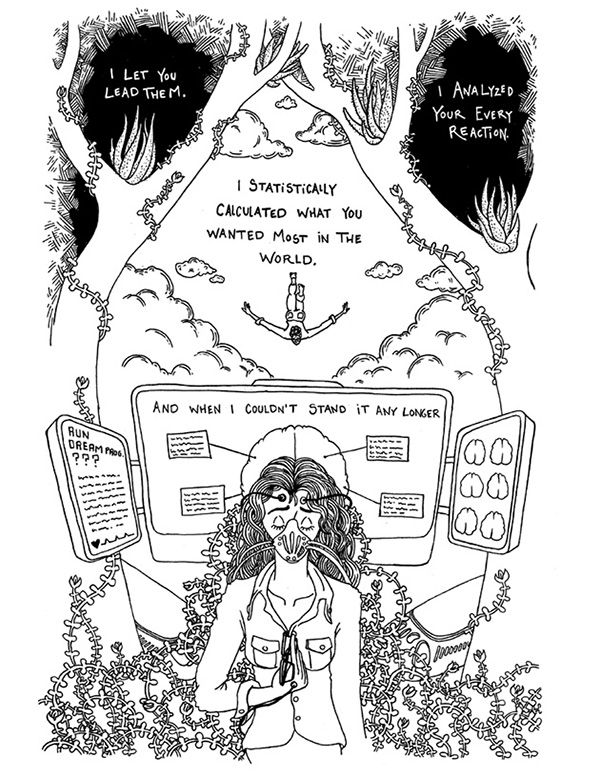 I LET YOU
LEAD THEM.
I ANALYZED
YOUR EVERY
REACTION.
I STATISTICALLY
CALCULATED WHAT YOU
WANTED MOST IN THE
WORLD.
AND WHEN I COULDN'T STAND IT ANY LONGER
RUN
DREAM PROG.
???